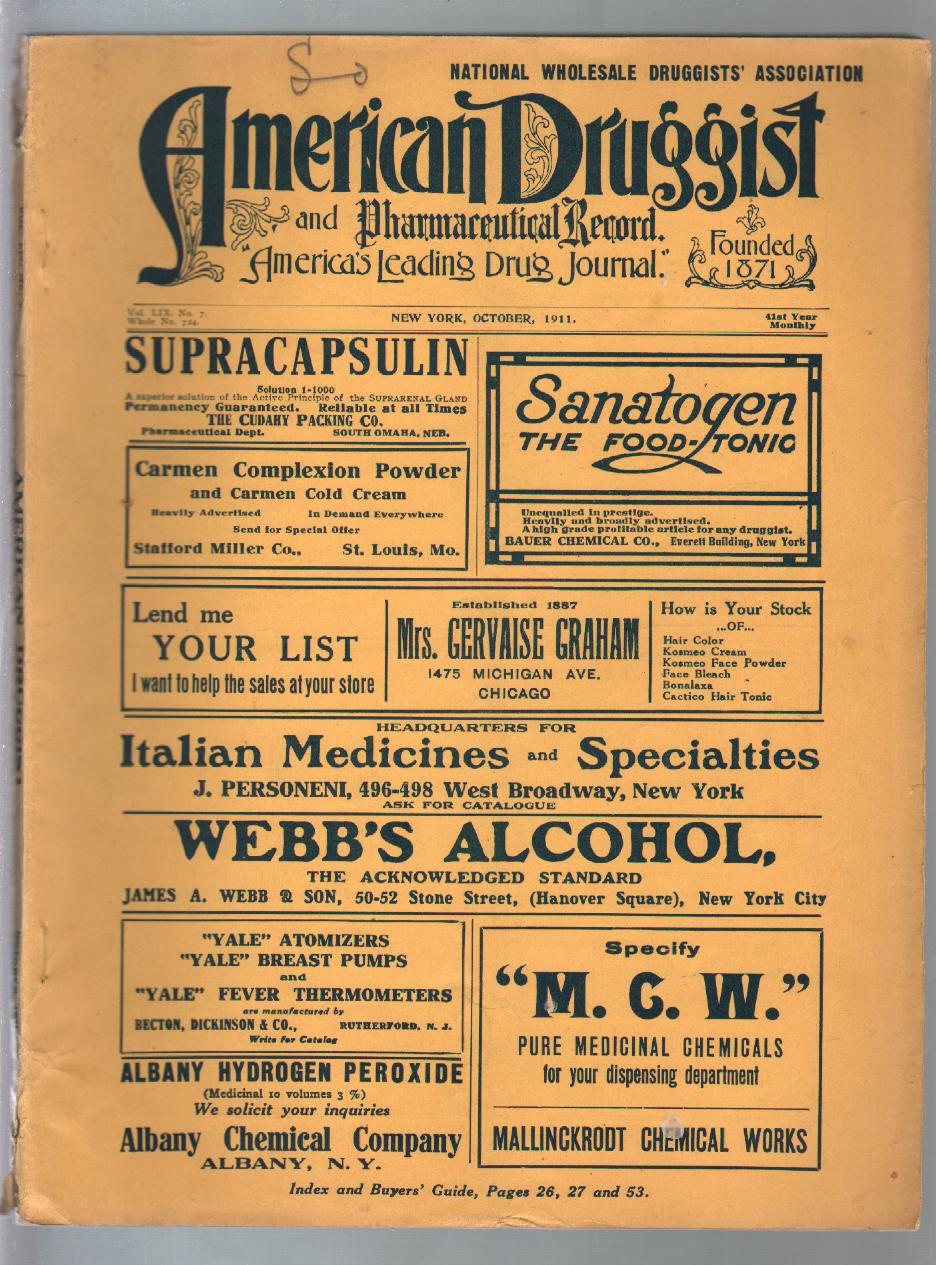 NATIONAL WHOLESALE DRUGGISTS' ASSOCIATION
American Druggist
and Pharmaceutical Record.
"America's Leading Drug Journal."
Founded
1871
Vol. LIX. No. 7.
Whole No. 724.
NEW YORK, OCTOBER, 1911.
41st Year
Monthly
SUPRACAPSULIN
Solution 1-1000
A superior solution of the Active Principle of the SUPRARENAL GLAND
Permanency Guaranteed. Reliable at all Times
THE CUDAHY PACKING CO.
Pharmaceutical Dept. SOUTH OMAHA, NEB.
Carmen Complexion Powder
and Carmen Cold Cream
Heavily Advertised In Demand Everywhere
Send for Special Offer
Stafford Miller Co., St. Louis, Mo.
Sanatogen
THE FOOD-TONIC
Unequalled in prestige.
Heavily and broadly advertised.
A high grade profitable article for any druggist.
BAUER CHEMICAL CO., Everett Building, New York
Lend me
YOUR LIST
I want to help the sales at your store
Established 1887
Mrs. GERVAISE GRAHAM
1475 MICHIGAN AVE.
CHICAGO
How is Your Stock
...OF...
Hair Color
Kosmeo Cream
Kosmeo Face Powder
Face Bleach
Bonalaxa
Cactico Hair Tonic
HEADQUARTERS FOR
Italian Medicines and Specialties
J. PERSONENI, 496-498 West Broadway, New York
ASK FOR CATALOGUE
WEBB'S ALCOHOL,
THE ACKNOWLEDGED STANDARD
JAMES A. WEBB & SON, 50-52 Stone Street, (Hanover Square), New York City
"YALE" ATOMIZERS
"YALE" BREAST PUMPS
and
"YALE" FEVER THERMOMETERS
are manufactured by
BECTON, DICKINSON & CO., RUTHERFORD, N. J.
Write for Catalog
ALBANY HYDROGEN PEROXIDE
(Medicinal 10 volumes 3 %)
We solicit your inquiries
Albany Chemical Company
ALBANY, N. Y.
Specify
"M. C. W."
PURE MEDICINAL CHEMICALS
for your dispensing department
MALLINCKRODT CHEMICAL WORKS
Index and Buyers' Guide, Pages 26, 27 and 53.